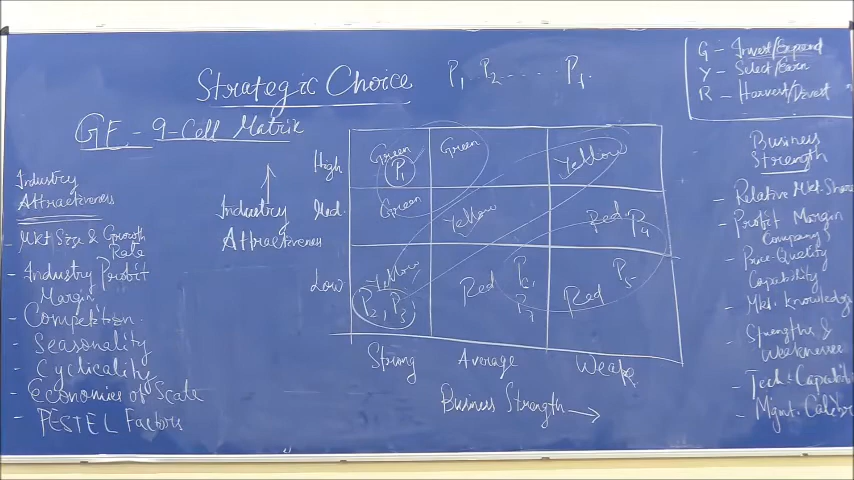 Strategic Choice
P1 P2 - - - - -
G - Invest/Expend
Y - Select/Earn
R - Harvest/Divest
GE - 9-Cell Matrix
Industry
Attractiveness
- Mkt Size & Growth
Rate
- Industry Profit
Margin
- Competition
- Seasonality
- Cyclicality
- Economies of Scale
- PESTEL Factors
Industry
Attractiveness
High Green P1 Green Yellow
Med. Green Yellow Red P4
Low Yellow P2, P3 Red Red P5
Strong Average Weak
Business Strength
Business
Strength
- Relative Mkt. Share
- Profit Margin
Company's
- Price-Quality
Capability
- Mkt. Knowledge
- Strengths &
Weaknesses
- Tech. Capabili
- Mgmt.